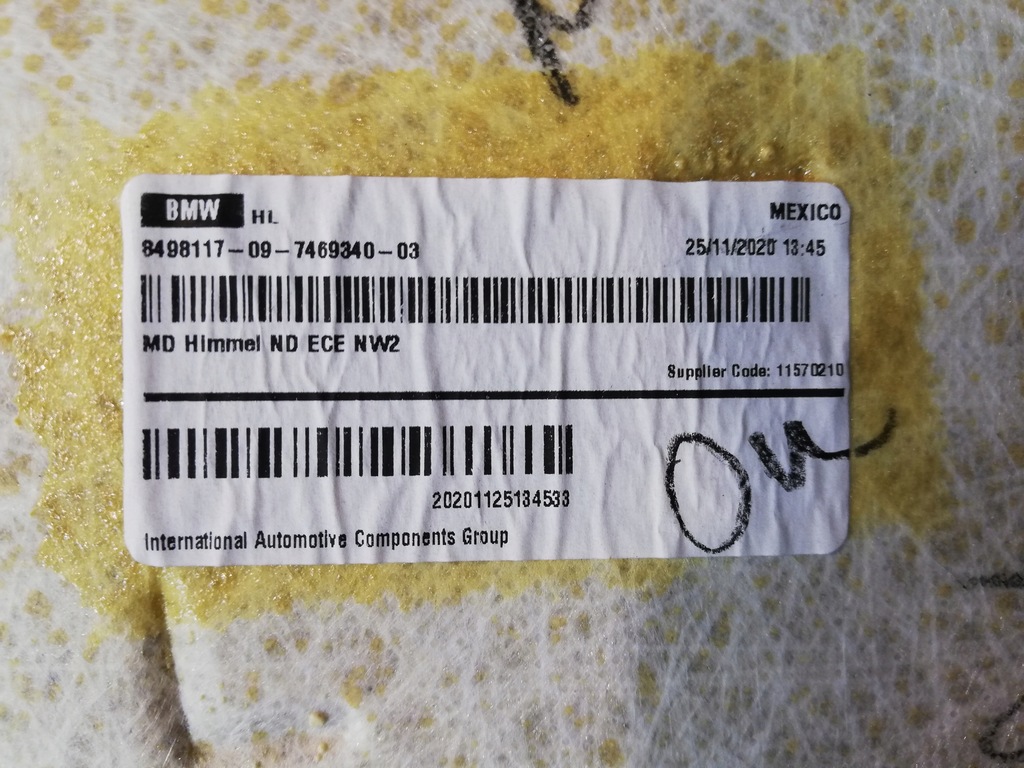 BMW HL MEXICO
8498117-09-7469340-03 25/11/2020 13:45
MD Himmel ND ECE NW2
Supplier Code: 11570210
20201125134533
International Automotive Components Group